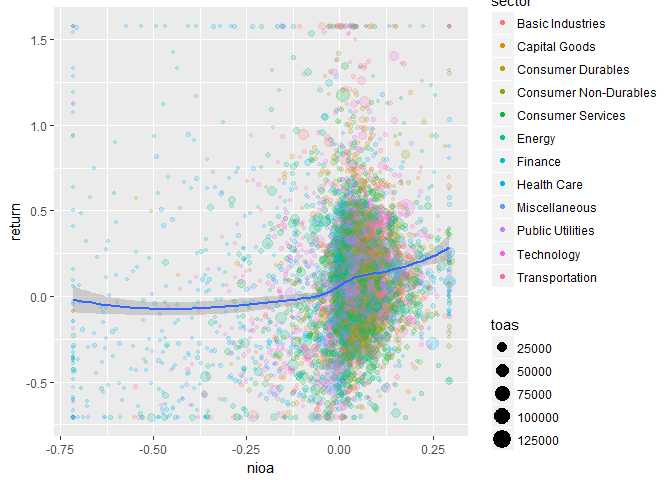 sector
Basic Industries
Capital Goods
Consumer Durables
Consumer Non-Durables
Consumer Services
Energy
Finance
Health Care
Miscellaneous
Public Utilities
Technology
Transportation
toas
25000
50000
75000
100000
125000
return
1.5
1.0
0.5
0.0
-0.5
-0.75
-0.50
-0.25
0.00
0.25
nioa